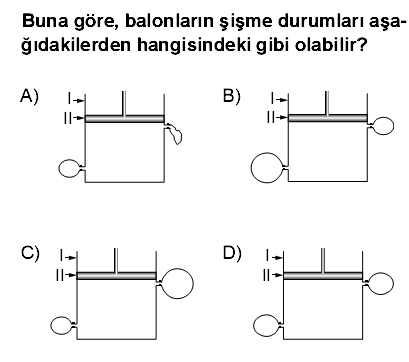 Buna göre, balonların şişme durumları aşa-
ğıdakilerden hangisindeki gibi olabilir?
A) I II
B) I II
C) I II
D) I II